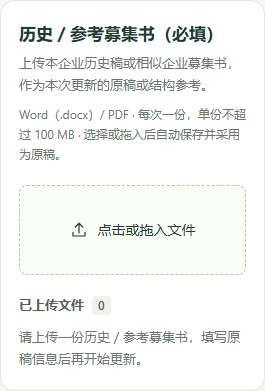 历史 / 参考募集书（必填）
上传本企业历史稿或相似企业募集书，
作为本次更新的原稿或结构参考。
Word（.docx）/ PDF · 每次一份，单份不超
过 100 MB · 选择或拖入后自动保存并采用
为原稿。
点击或拖入文件
已上传文件 0
请上传一份历史 / 参考募集书，填写原
稿信息后再开始更新。